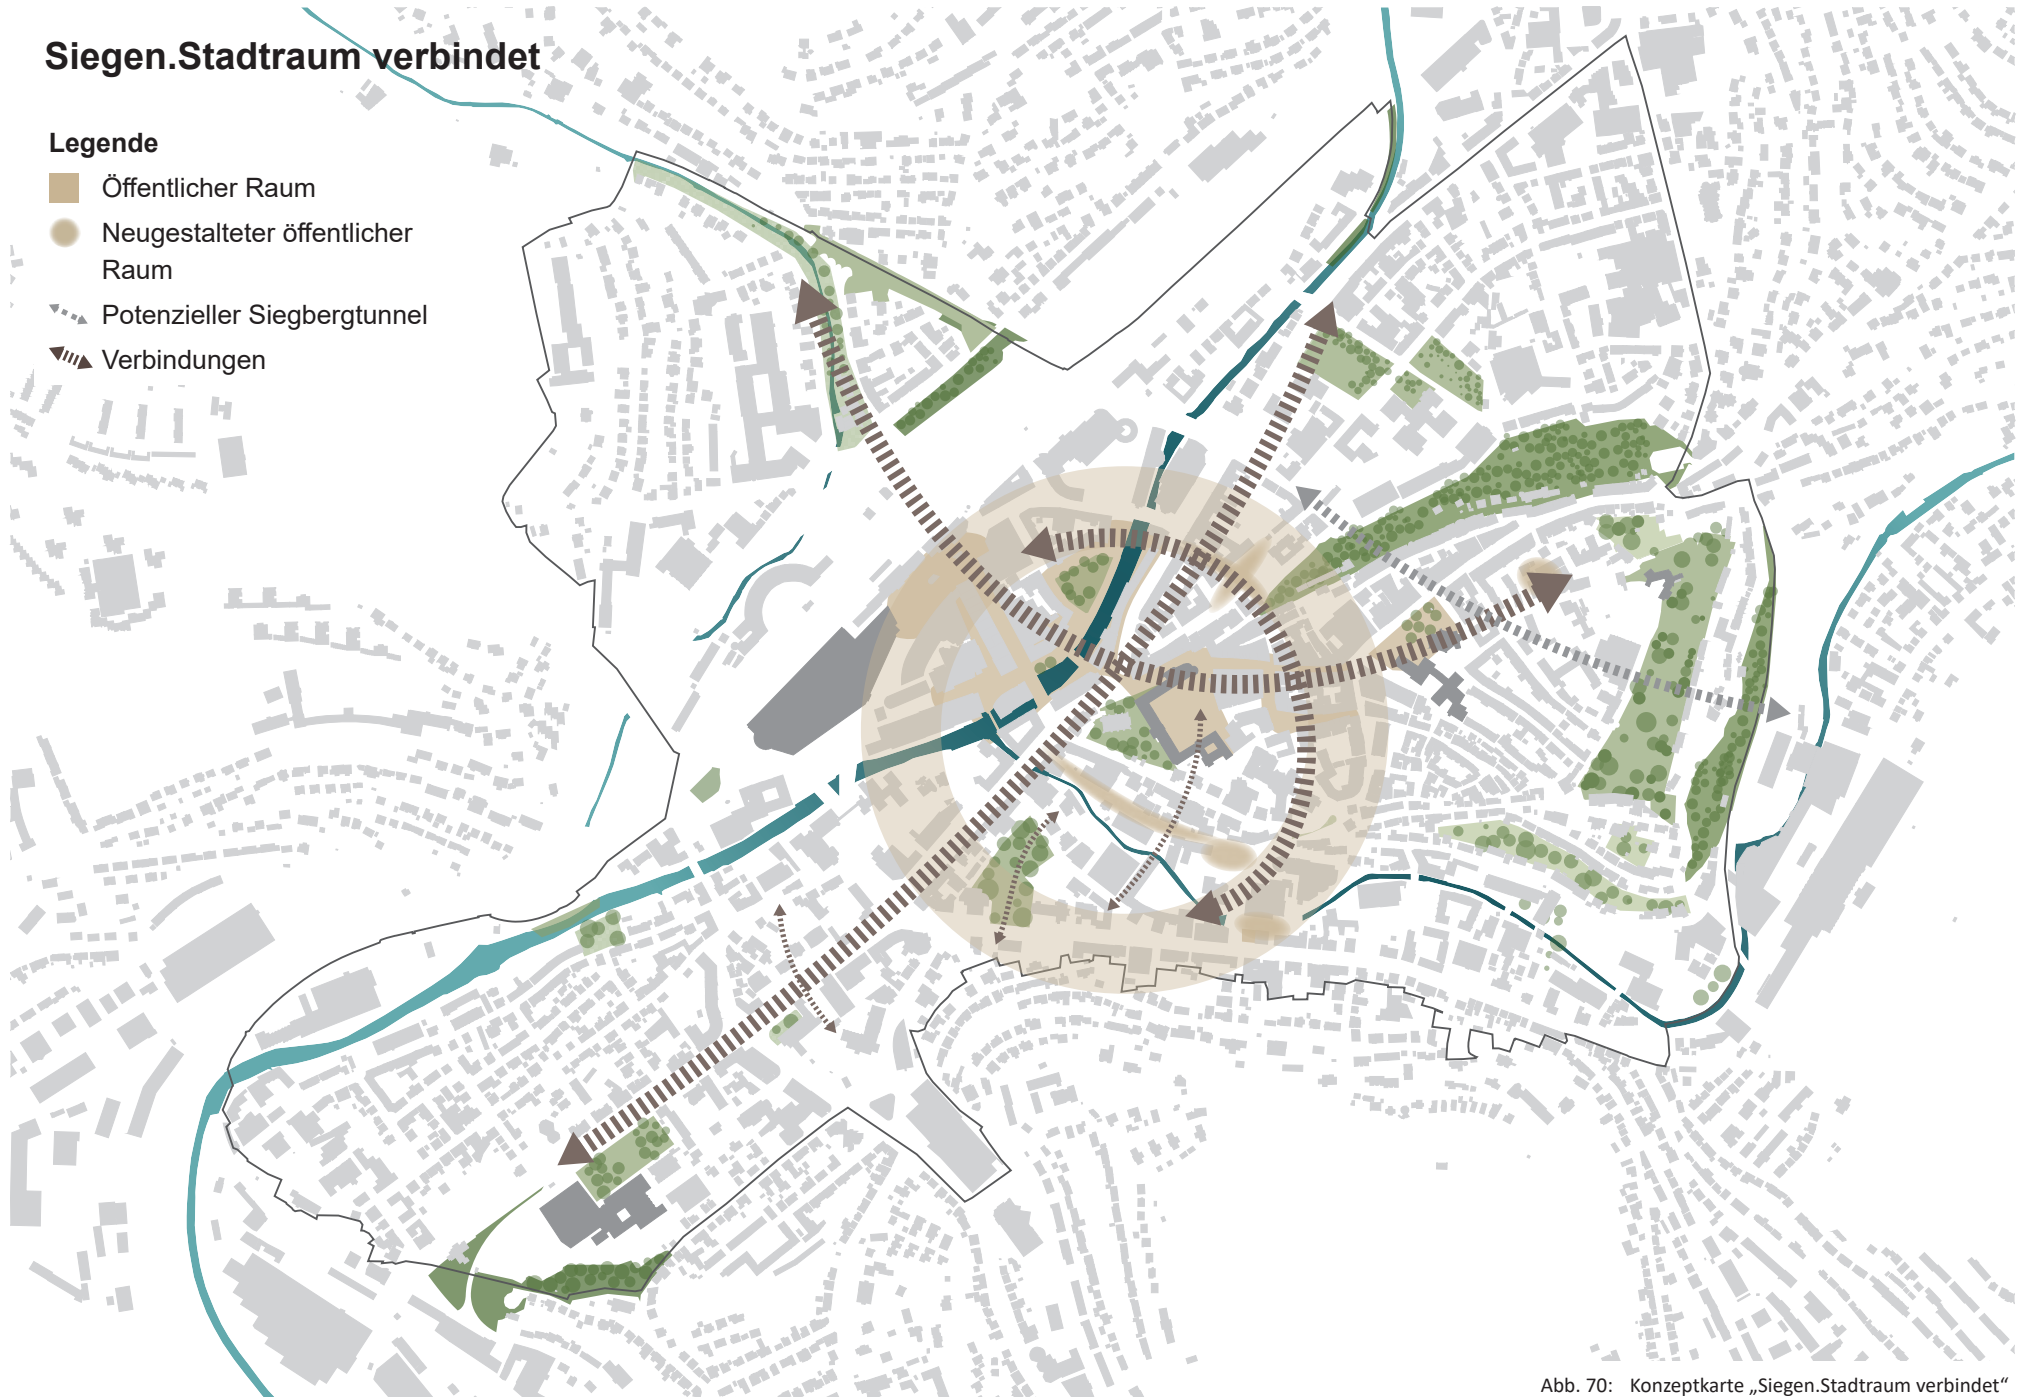 Siegen.Stadtraum verbindet
Legende
Öffentlicher Raum
Neugestalteter öffentlicher
Raum
Potenzieller Siegbergtunnel
Verbindungen
Abb. 70: Konzeptkarte „Siegen.Stadtraum verbindet“